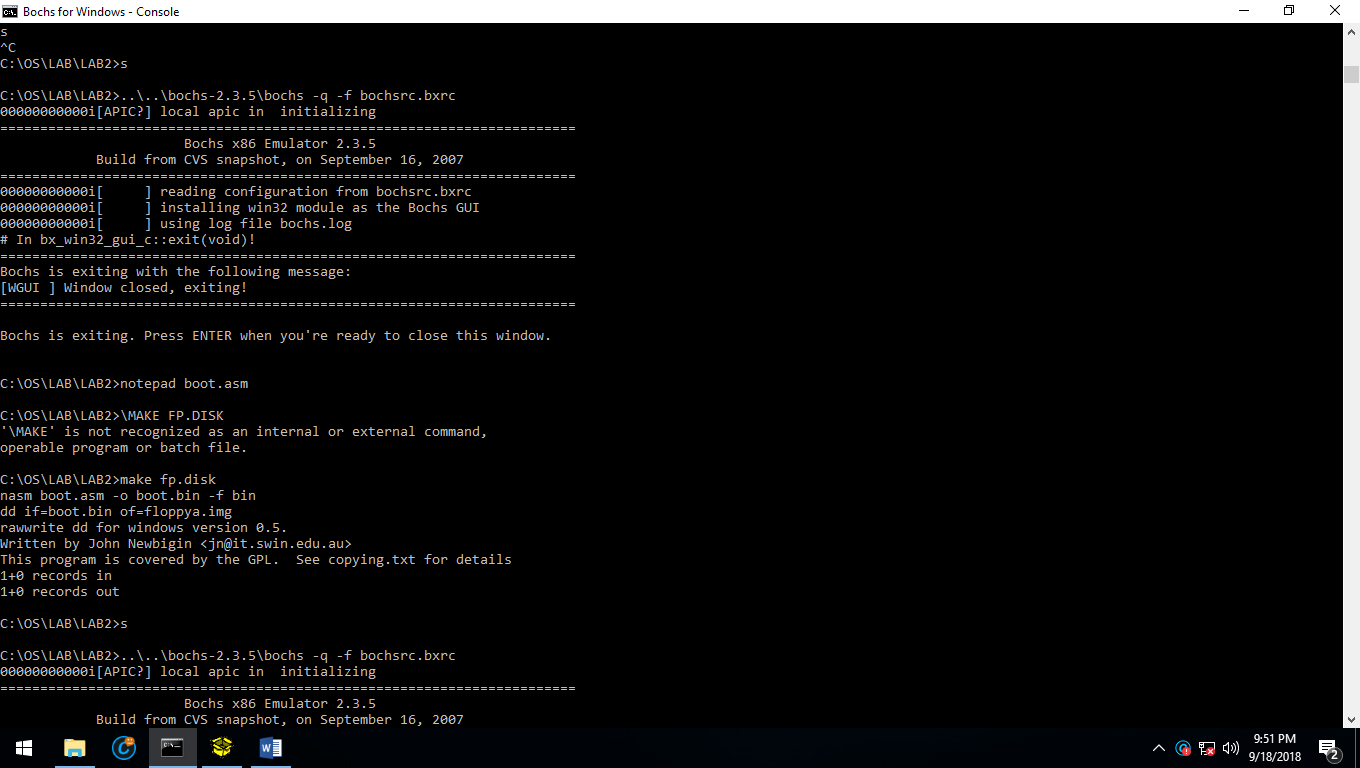 Bochs for Windows - Console
s
^C
C:\OS\LAB\LAB2>s
C:\OS\LAB\LAB2>..\..\bochs-2.3.5\bochs -q -f bochsrc.bxrc
00000000000i[APIC?] local apic in  initializing
========================================================================
Bochs x86 Emulator 2.3.5
Build from CVS snapshot, on September 16, 2007
========================================================================
00000000000i[     ] reading configuration from bochsrc.bxrc
00000000000i[     ] installing win32 module as the Bochs GUI
00000000000i[     ] using log file bochs.log
# In bx_win32_gui_c::exit(void)!
========================================================================
Bochs is exiting with the following message:
[WGUI ] Window closed, exiting!
========================================================================
Bochs is exiting. Press ENTER when you're ready to close this window.
C:\OS\LAB\LAB2>notepad boot.asm
C:\OS\LAB\LAB2>\MAKE FP.DISK
'\MAKE' is not recognized as an internal or external command,
operable program or batch file.
C:\OS\LAB\LAB2>make fp.disk
nasm boot.asm -o boot.bin -f bin
dd if=boot.bin of=floppya.img
rawwrite dd for windows version 0.5.
Written by John Newbigin <jn@it.swin.edu.au>
This program is covered by the GPL.  See copying.txt for details
1+0 records in
1+0 records out
C:\OS\LAB\LAB2>s
C:\OS\LAB\LAB2>..\..\bochs-2.3.5\bochs -q -f bochsrc.bxrc
00000000000i[APIC?] local apic in  initializing
========================================================================
Bochs x86 Emulator 2.3.5
Build from CVS snapshot, on September 16, 2007
9:51 PM
9/18/2018
2